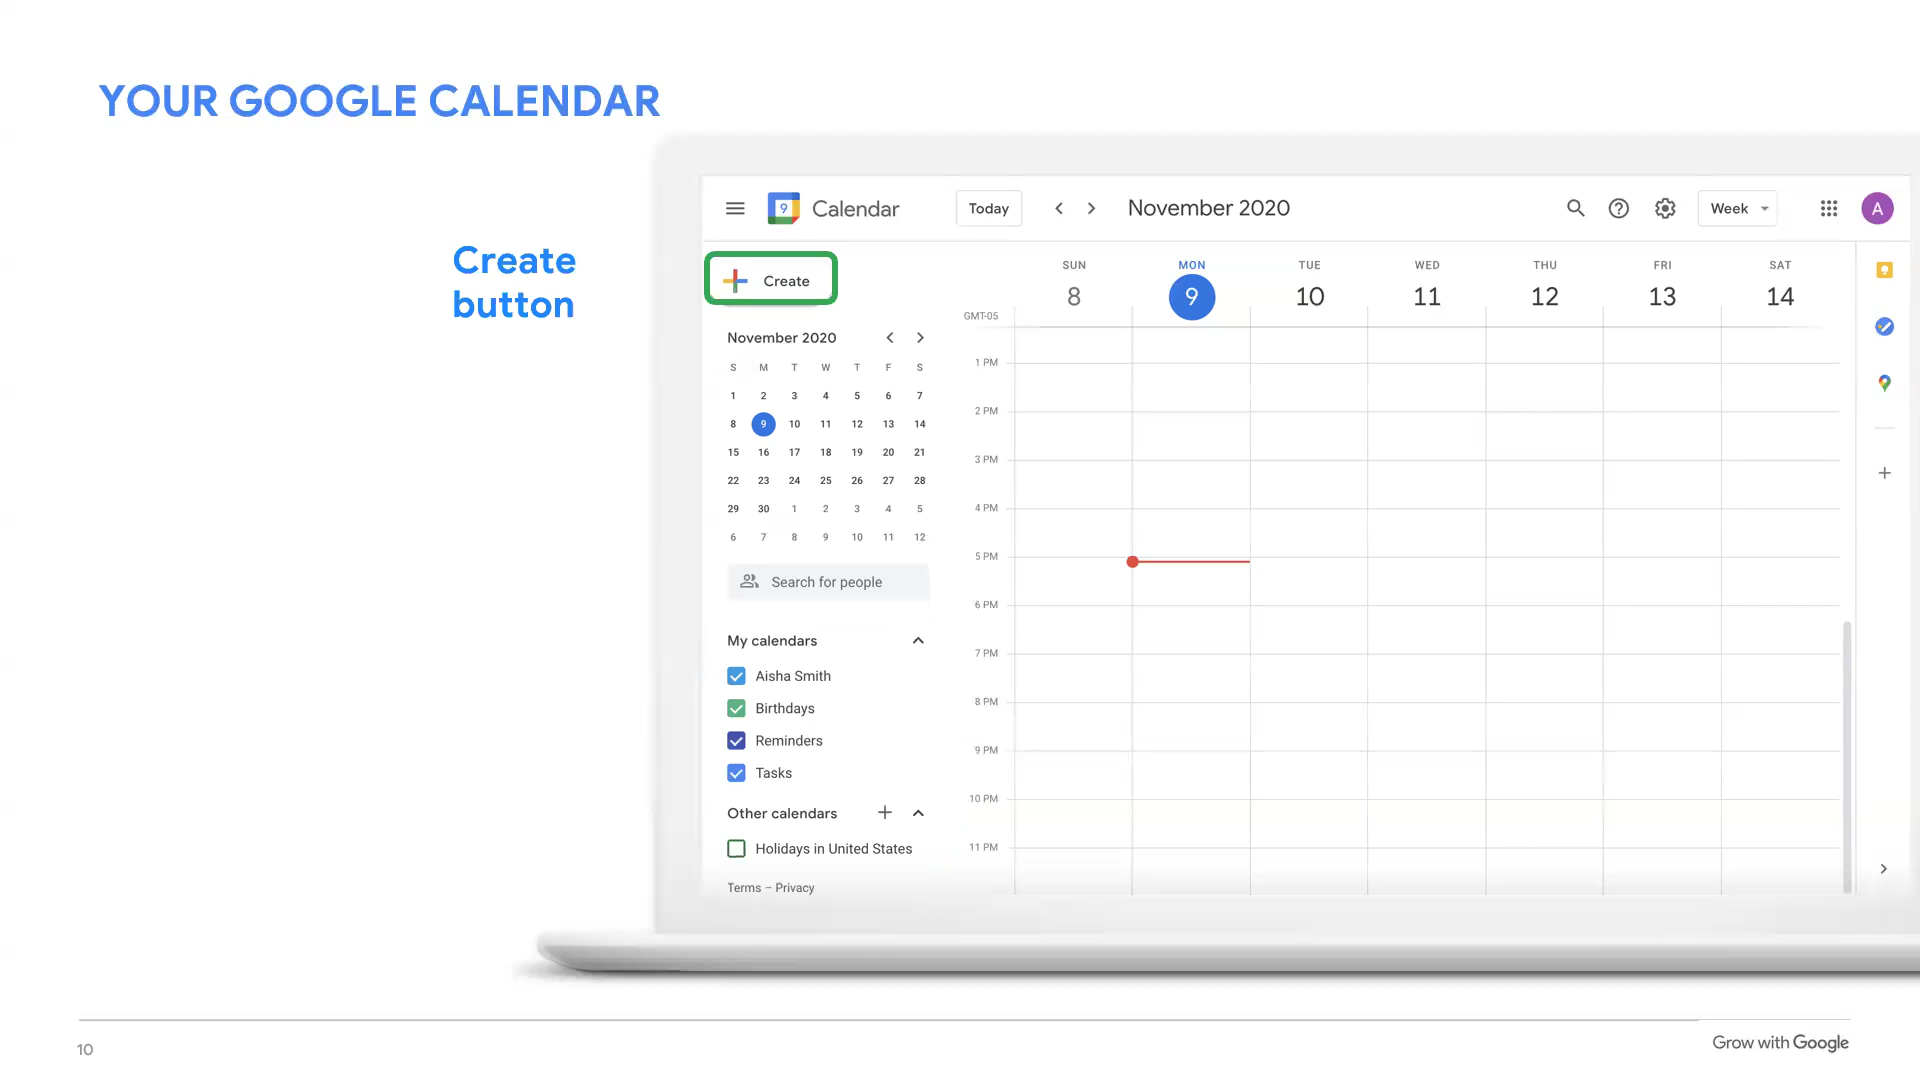 YOUR GOOGLE CALENDAR
Create
button
9 Calendar Today November 2020 Week A
Create
November 2020
S M T W T F S
1 2 3 4 5 6 7
8 9 10 11 12 13 14
15 16 17 18 19 20 21
22 23 24 25 26 27 28
29 30 1 2 3 4 5
6 7 8 9 10 11 12
Search for people
My calendars
Aisha Smith
Birthdays
Reminders
Tasks
Other calendars
Holidays in United States
Terms – Privacy
SUN MON TUE WED THU FRI SAT
8 9 10 11 12 13 14
GMT-05
1 PM
2 PM
3 PM
4 PM
5 PM
6 PM
7 PM
8 PM
9 PM
10 PM
11 PM
10
Grow with Google